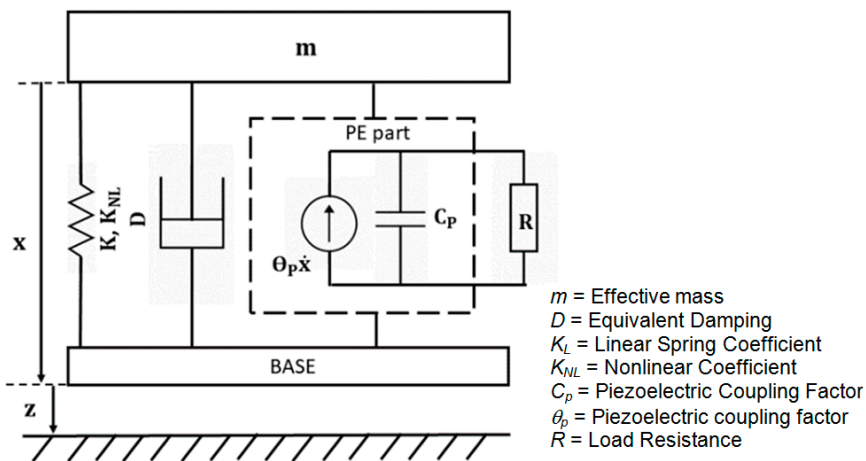 m
PE part
x
K, K_NL
D
C_P
R
Θ_Pẋ
BASE
z
m = Effective mass
D = Equivalent Damping
K_L = Linear Spring Coefficient
K_NL = Nonlinear Coefficient
C_p = Piezoelectric Coupling Factor
θ_p = Piezoelectric coupling factor
R = Load Resistance